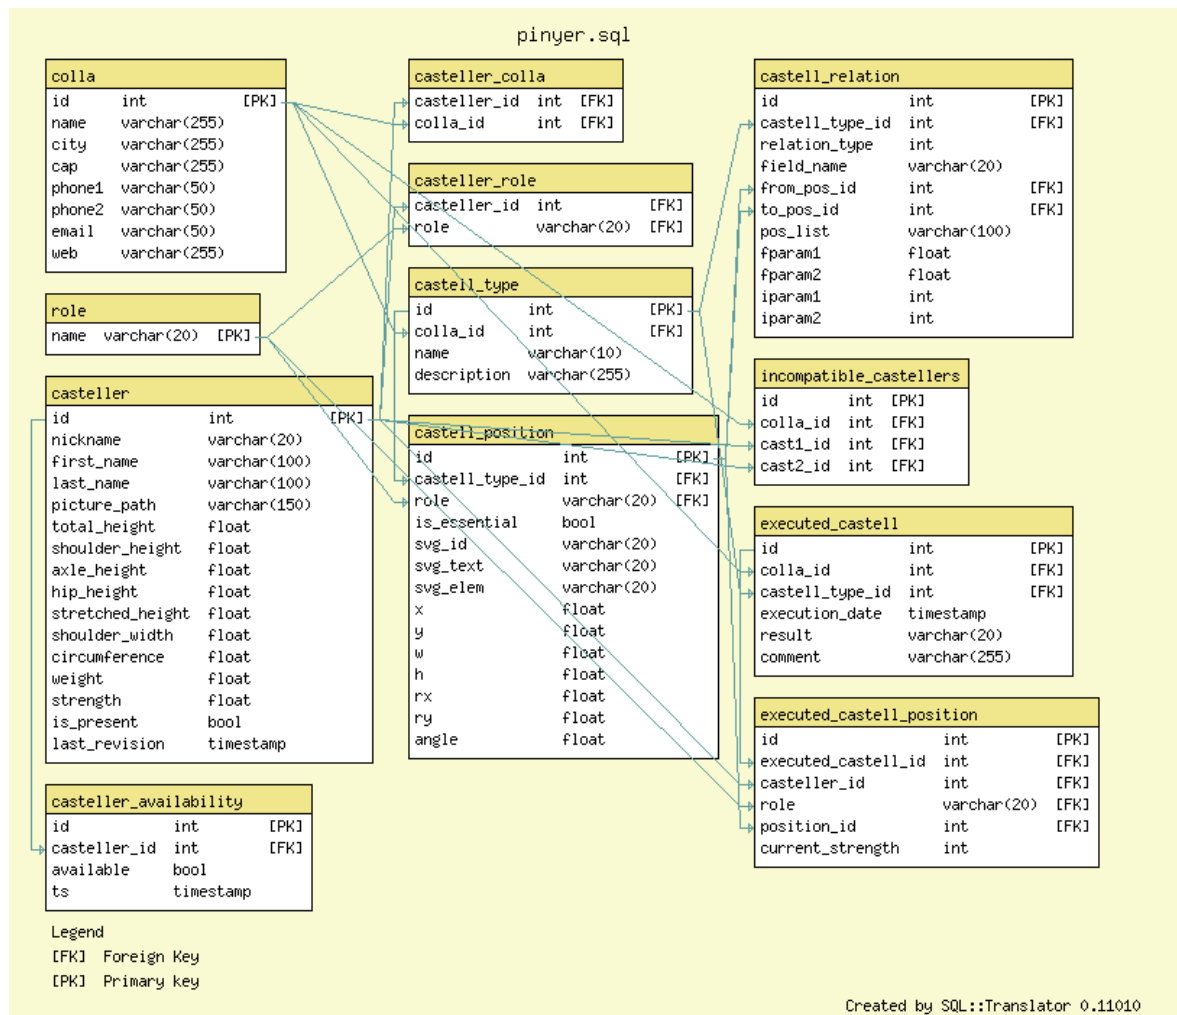 pinyer.sql
colla
id int [PK]
name varchar(255)
city varchar(255)
cap varchar(255)
phone1 varchar(50)
phone2 varchar(50)
email varchar(50)
web varchar(255)
role
name varchar(20) [PK]
casteller
id int [PK]
nickname varchar(20)
first_name varchar(100)
last_name varchar(100)
picture_path varchar(150)
total_height float
shoulder_height float
axle_height float
hip_height float
stretched_height float
shoulder_width float
circumference float
weight float
strength float
is_present bool
last_revision timestamp
casteller_availability
id int [PK]
casteller_id int [FK]
available bool
ts timestamp
casteller_colla
casteller_id int [FK]
colla_id int [FK]
casteller_role
casteller_id int [FK]
role varchar(20) [FK]
castell_type
id int [PK]
colla_id int [FK]
name varchar(10)
description varchar(255)
castell_position
id int [PK]
castell_type_id int [FK]
role varchar(20) [FK]
is_essential bool
svg_id varchar(20)
svg_text varchar(20)
svg_elem varchar(20)
x float
y float
w float
h float
rx float
ry float
angle float
castell_relation
id int [PK]
castell_type_id int [FK]
relation_type int
field_name varchar(20)
from_pos_id int [FK]
to_pos_id int [FK]
pos_list varchar(100)
fparam1 float
fparam2 float
iparam1 int
iparam2 int
incompatible_castellers
id int [PK]
colla_id int [FK]
cast1_id int [FK]
cast2_id int [FK]
executed_castell
id int [PK]
colla_id int [FK]
castell_type_id int [FK]
execution_date timestamp
result varchar(20)
comment varchar(255)
executed_castell_position
id int [PK]
executed_castell_id int [FK]
casteller_id int [FK]
role varchar(20) [FK]
position_id int [FK]
current_strength int
Legend
[FK] Foreign Key
[PK] Primary key
Created by SQL::Translator 0.11010